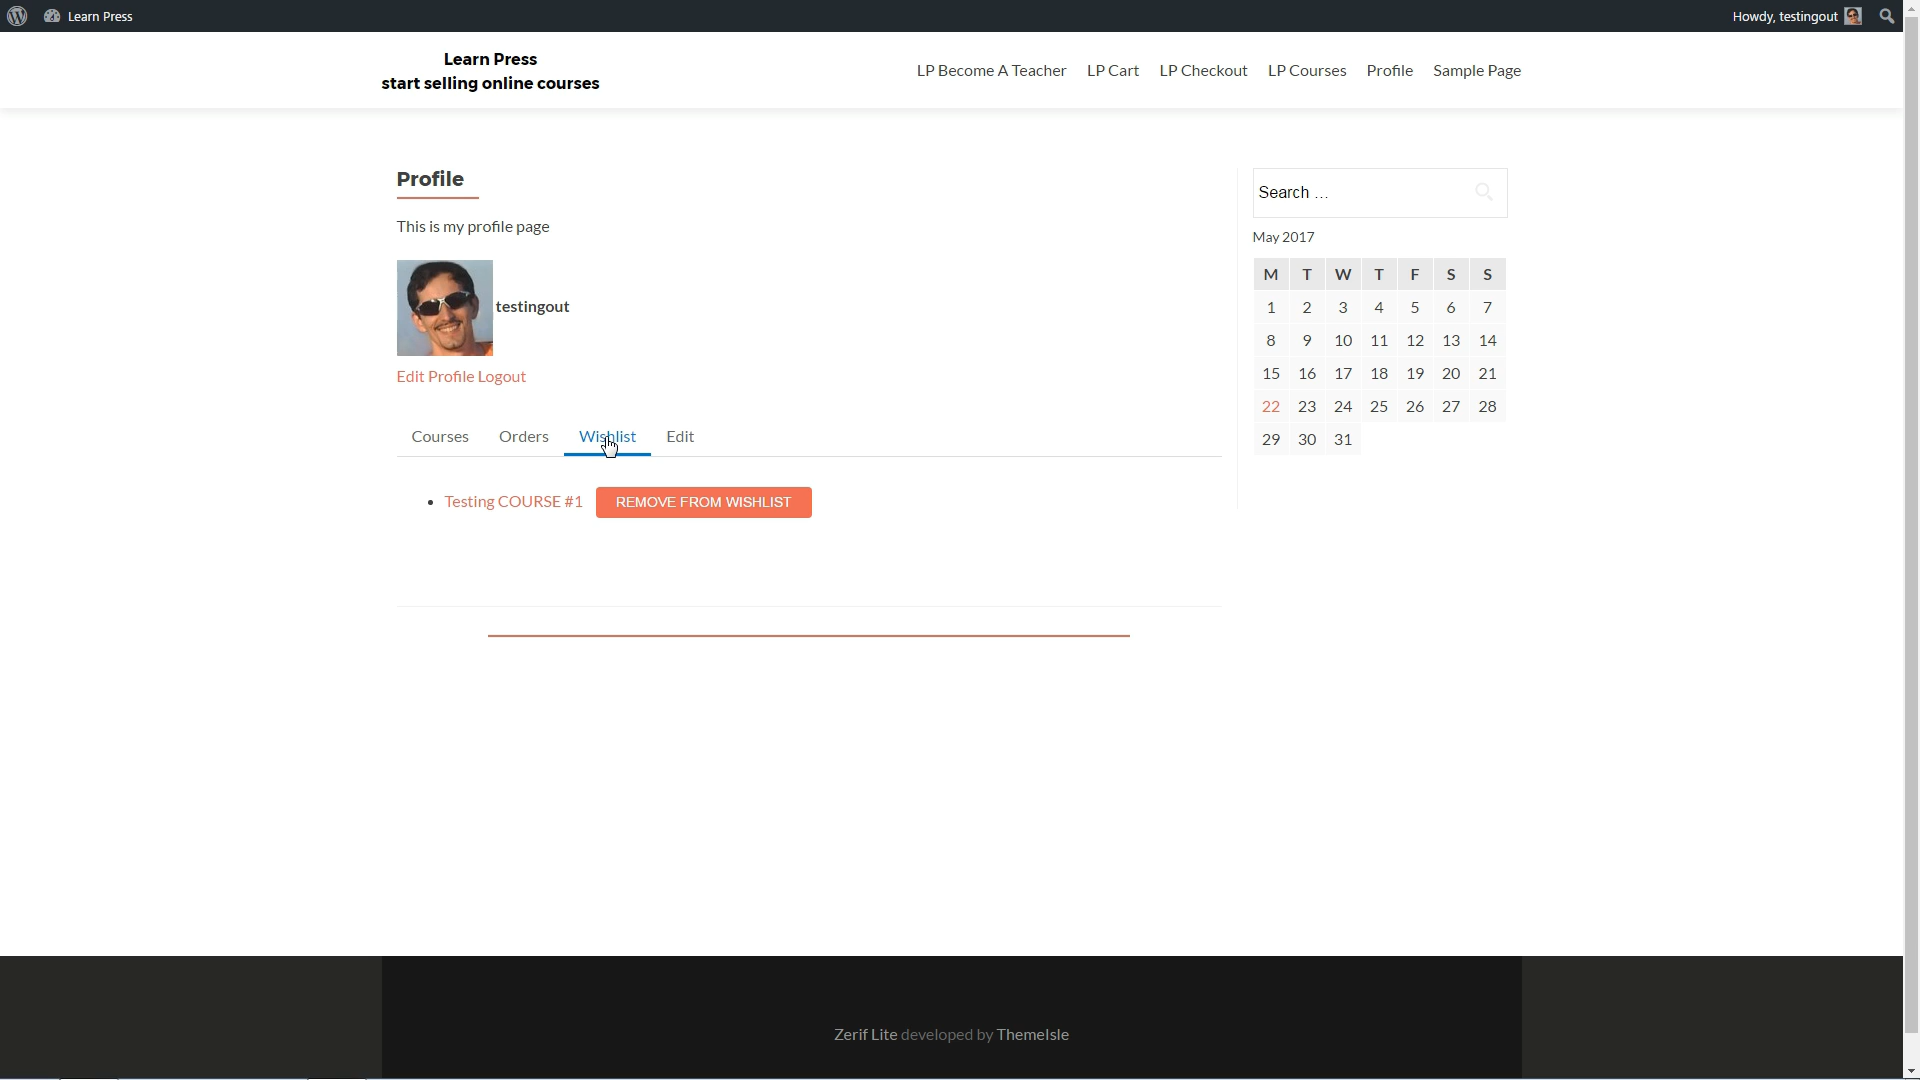 Learn Press
Howdy, testingout
Learn Press
start selling online courses
LP Become A Teacher LP Cart LP Checkout LP Courses Profile Sample Page
Profile
This is my profile page
testingout
Edit Profile Logout
Courses Orders Wishlist Edit
Testing COURSE #1 REMOVE FROM WISHLIST
Search ...
May 2017
M T W T F S S
1 2 3 4 5 6 7
8 9 10 11 12 13 14
15 16 17 18 19 20 21
22 23 24 25 26 27 28
29 30 31
Zerif Lite developed by ThemeIsle